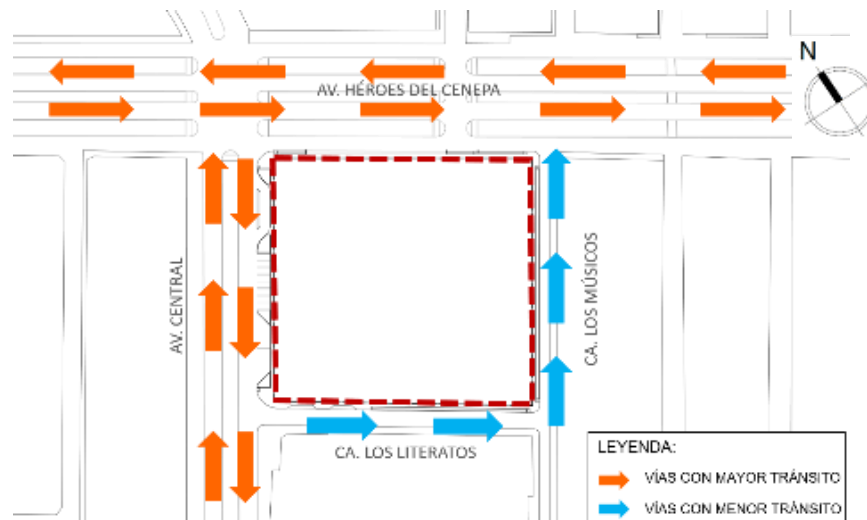 N
AV. HÉROES DEL CENEPA
AV. CENTRAL
CA. LOS MÚSICOS
CA. LOS LITERATOS
LEYENDA:
VÍAS CON MAYOR TRÁNSITO
VÍAS CON MENOR TRÁNSITO